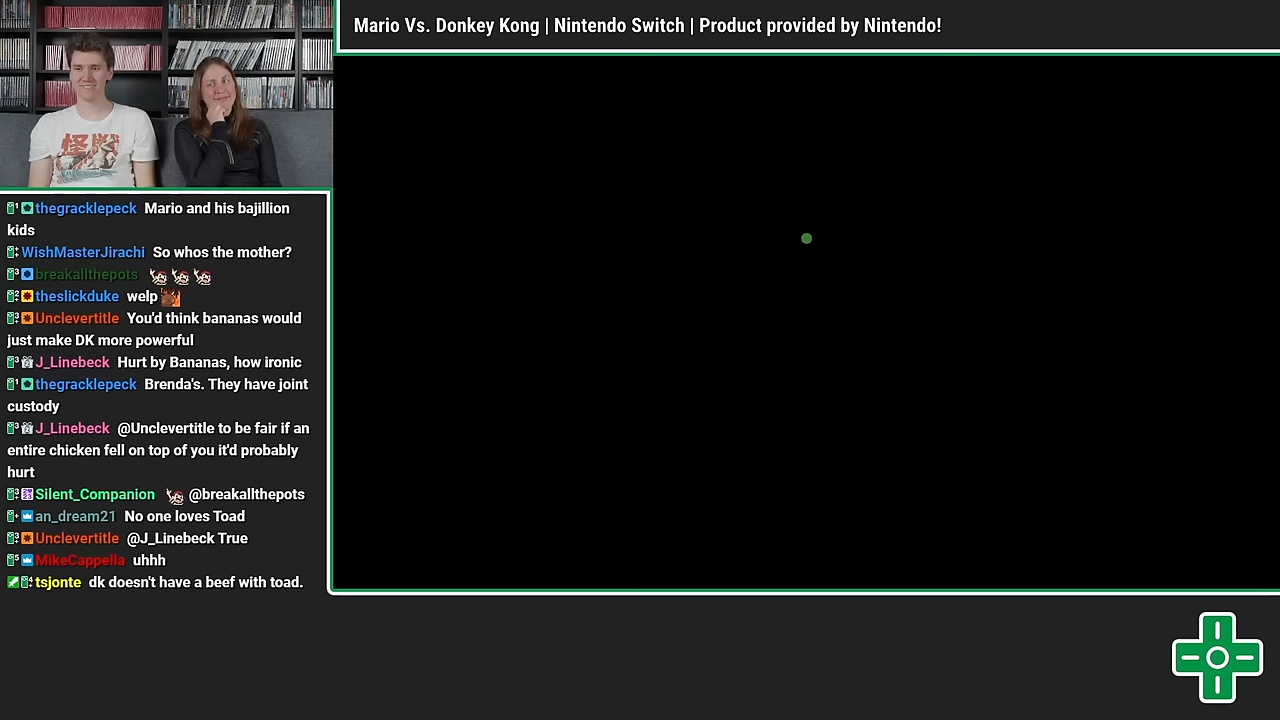 Mario Vs. Donkey Kong | Nintendo Switch | Product provided by Nintendo!
怪獣
thegracklepeck Mario and his bajillion
kids
WishMasterJirachi So whos the mother?
breakallthepots
theslickduke welp
Unclevertitle You'd think bananas would
just make DK more powerful
J_Linebeck Hurt by Bananas, how ironic
thegracklepeck Brenda's. They have joint
custody
J_Linebeck @Unclevertitle to be fair if an
entire chicken fell on top of you it'd probably
hurt
Silent_Companion @breakallthepots
an_dream21 No one loves Toad
Unclevertitle @J_Linebeck True
MikeCappella uhhh
tsjonte dk doesn't have a beef with toad.